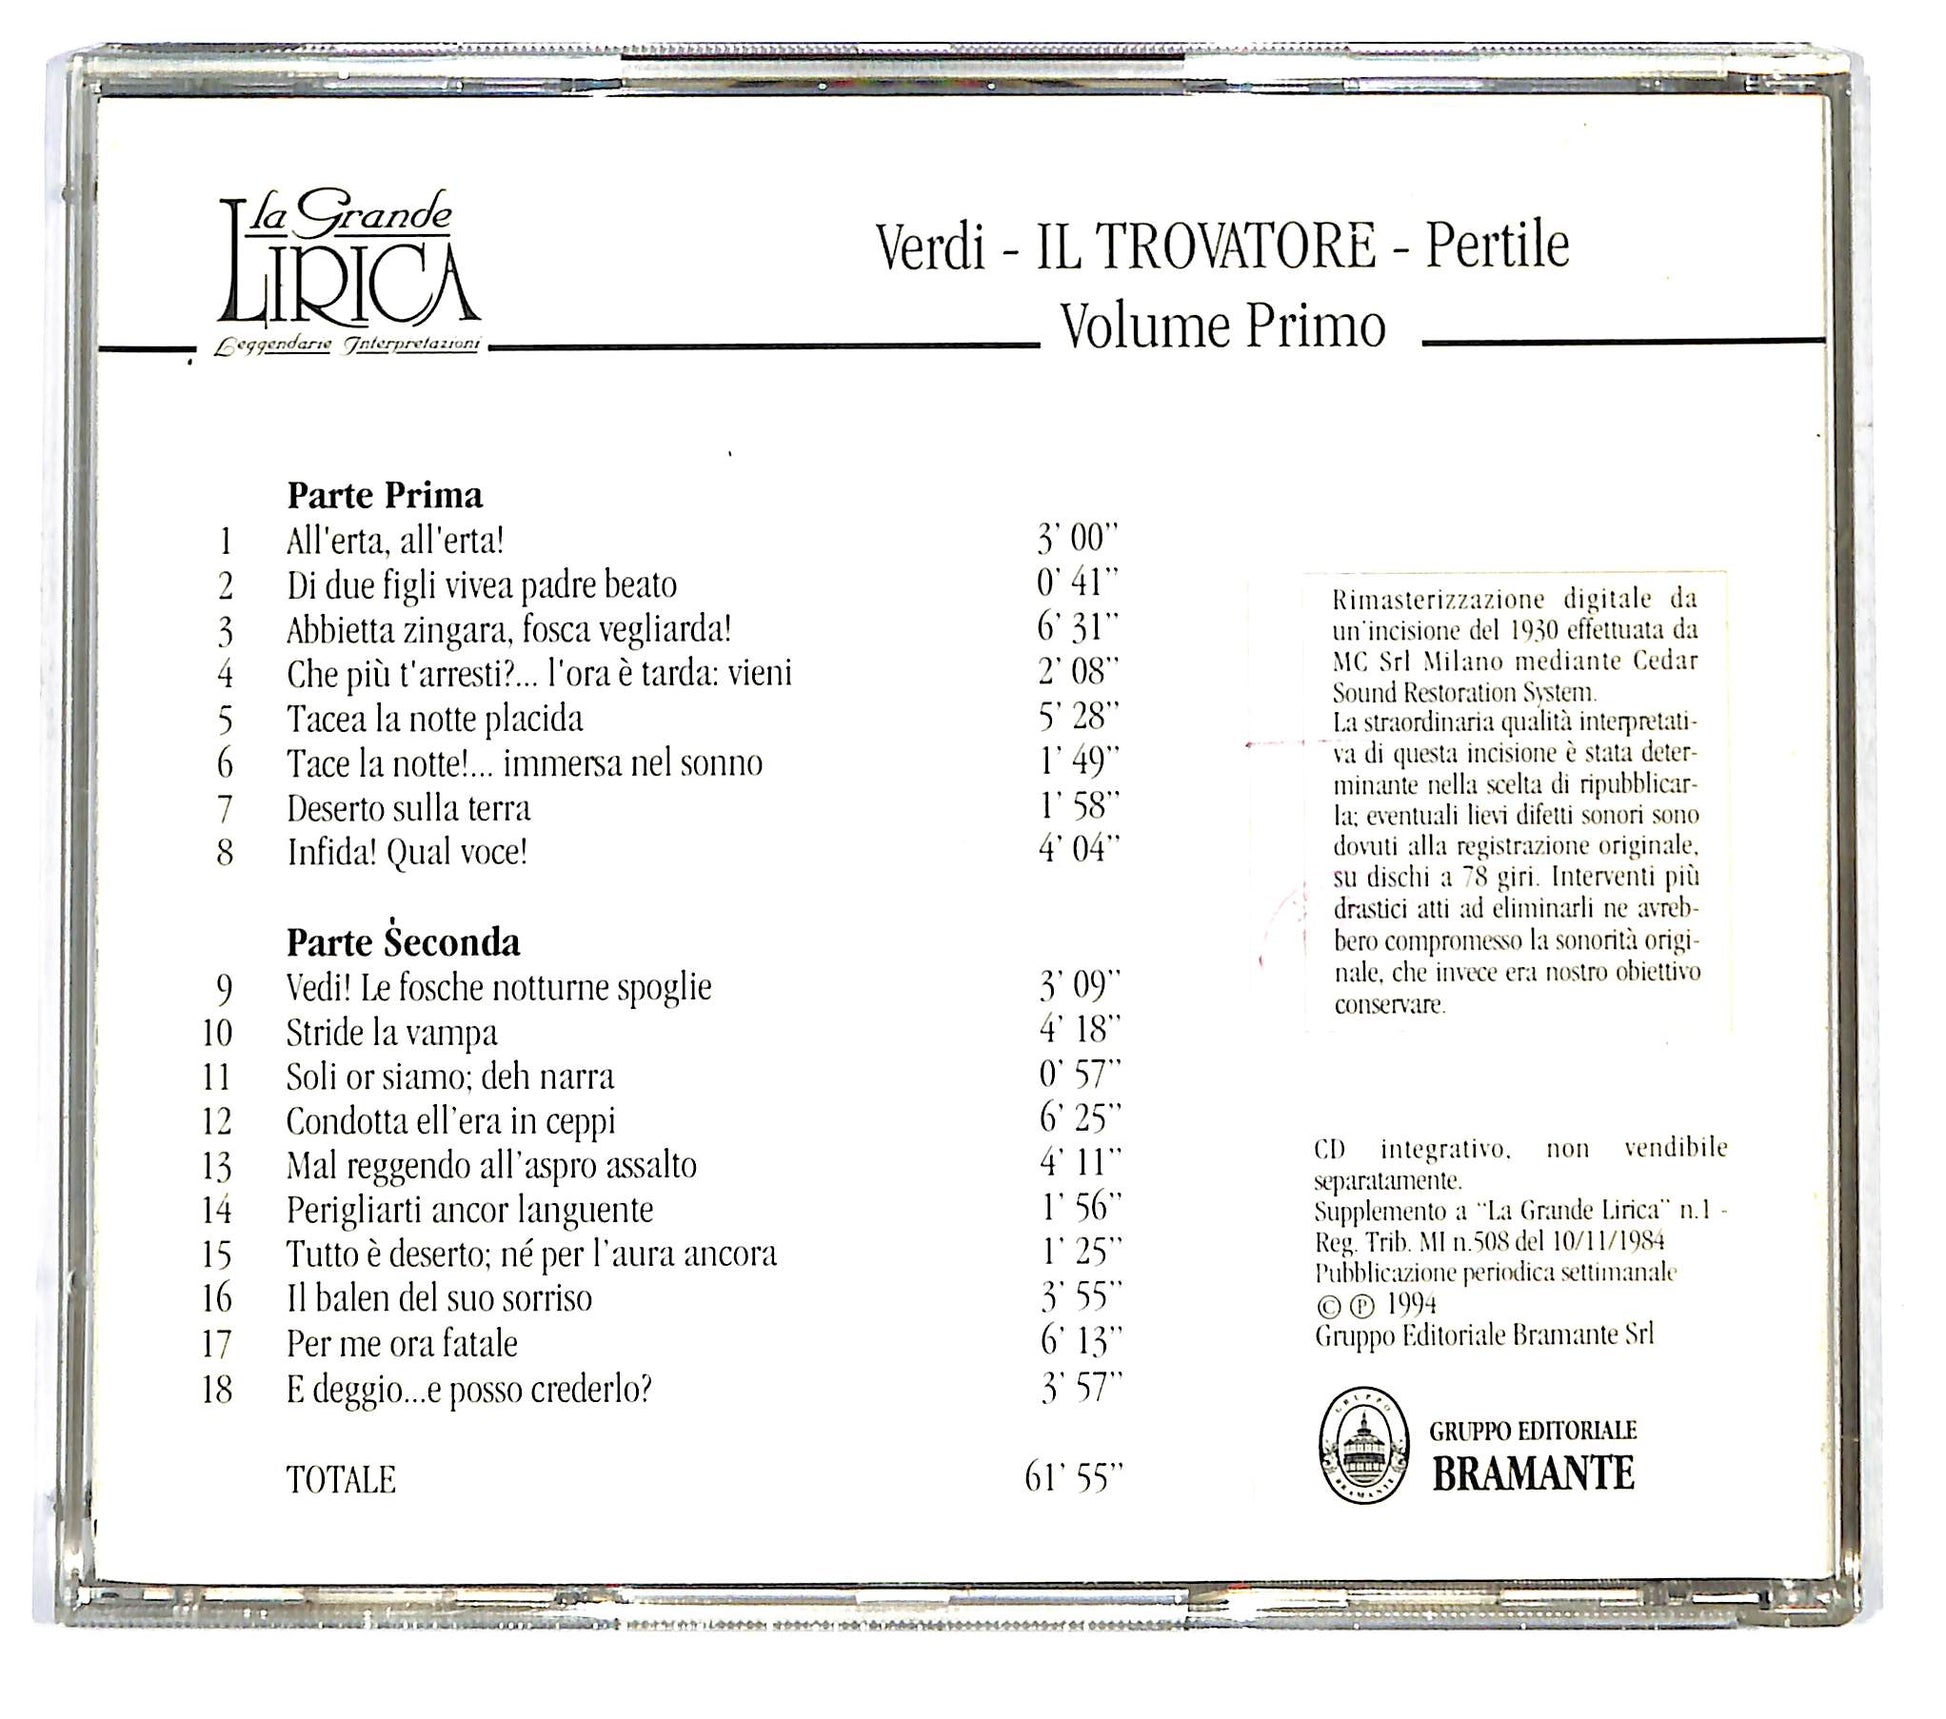 la Grande
LIRICA
Leggendarie Interpretazioni
Verdi - IL TROVATORE - Pertile
Volume Primo
Parte Prima
1 All'erta, all'erta! 3' 00''
2 Di due figli vivea padre beato 0' 41''
3 Abbietta zingara, fosca vegliarda! 6' 31''
4 Che più t'arresti?... l'ora è tarda: vieni 2' 08''
5 Tacea la notte placida 5' 28''
6 Tace la notte!... immersa nel sonno 1' 49''
7 Deserto sulla terra 1' 58''
8 Infida! Qual voce! 4' 04''
Parte Seconda
9 Vedi! Le fosche notturne spoglie 3' 09''
10 Stride la vampa 4' 18''
11 Soli or siamo; deh narra 0' 57''
12 Condotta ell'era in ceppi 6' 25''
13 Mal reggendo all'aspro assalto 4' 11''
14 Perigliarti ancor languente 1' 56''
15 Tutto è deserto; né per l'aura ancora 1' 25''
16 Il balen del suo sorriso 3' 55''
17 Per me ora fatale 6' 13''
18 E deggio...e posso crederlo? 3' 57''
TOTALE 61' 55''
Rimasterizzazione digitale da
un'incisione del 1930 effettuata da
MC Srl Milano mediante Cedar
Sound Restoration System.
La straordinaria qualità interpretati-
va di questa incisione è stata deter-
minante nella scelta di ripubblicar-
la; eventuali lievi difetti sonori sono
dovuti alla registrazione originale,
su dischi a 78 giri. Interventi più
drastici atti ad eliminarli ne avreb-
bero compromesso la sonorità origi-
nale, che invece era nostro obiettivo
conservare.
CD integrativo, non vendibile
separatamente.
Supplemento a "La Grande Lirica" n.1 -
Reg. Trib. MI n.508 del 10/11/1984
Pubblicazione periodica settimanale
© ℗ 1994
Gruppo Editoriale Bramante Srl
GRUPPO
BRAMANTE
GRUPPO EDITORIALE
BRAMANTE